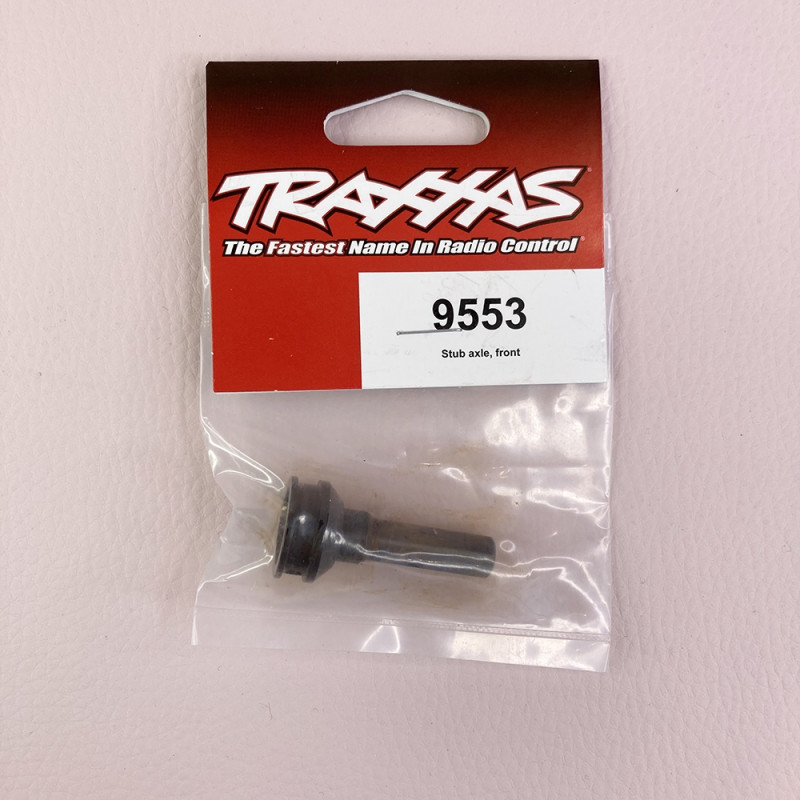 TRAXXAS
The Fastest Name In Radio Control
9553
Stub axle, front